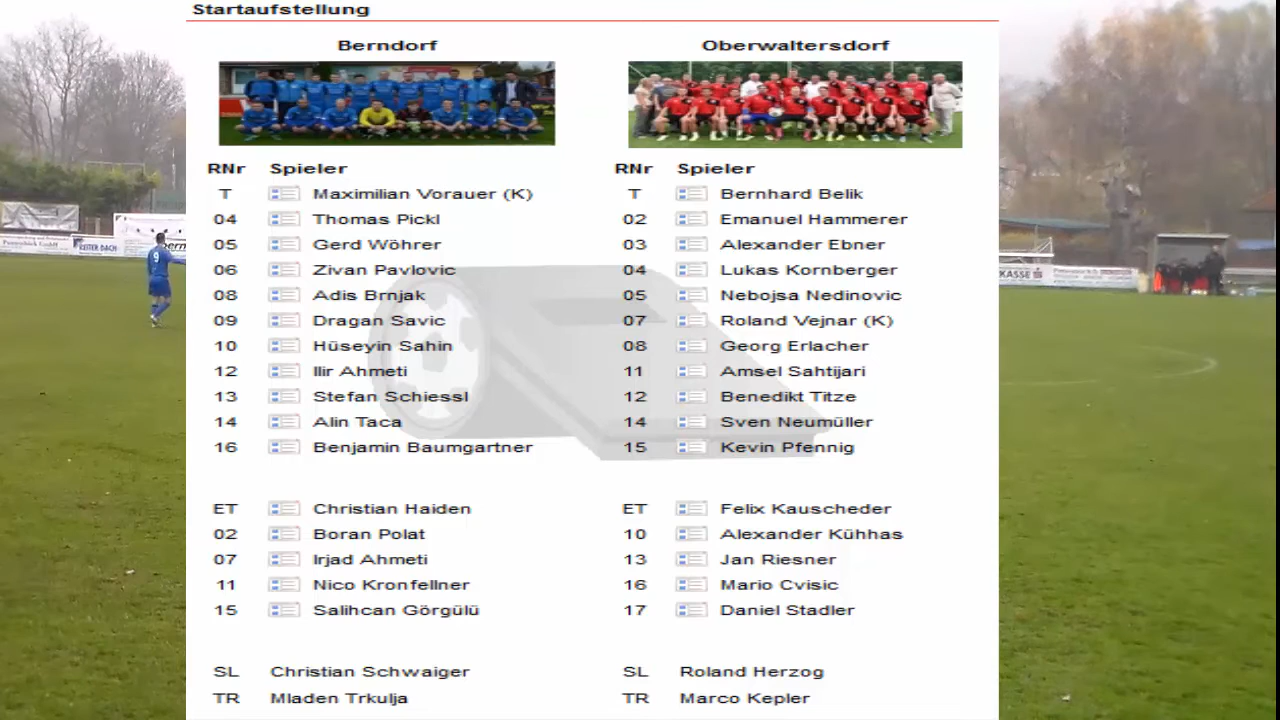 Startaufstellung
Berndorf Oberwaltersdorf
RNr Spieler RNr Spieler
T Maximilian Vorauer (K) T Bernhard Belik
04 Thomas Pickl 02 Emanuel Hammerer
05 Gerd Wöhrer 03 Alexander Ebner
06 Zivan Pavlovic 04 Lukas Kornberger
08 Adis Brnjak 05 Nebojsa Nedinovic
09 Dragan Savic 07 Roland Vejnar (K)
10 Hüseyin Sahin 08 Georg Erlacher
12 Ilir Ahmeti 11 Amsel Sahtijari
13 Stefan Schiessl 12 Benedikt Titze
14 Alin Taca 14 Sven Neumüller
16 Benjamin Baumgartner 15 Kevin Pfennig
ET Christian Haiden ET Felix Kauscheder
02 Boran Polat 10 Alexander Kühhas
07 Irjad Ahmeti 13 Jan Riesner
11 Nico Kronfellner 16 Mario Cvisic
15 Salihcan Görgülü 17 Daniel Stadler
SL Christian Schwaiger SL Roland Herzog
TR Mladen Trkulja TR Marco Kepler
REITER DACH
9
KASSE